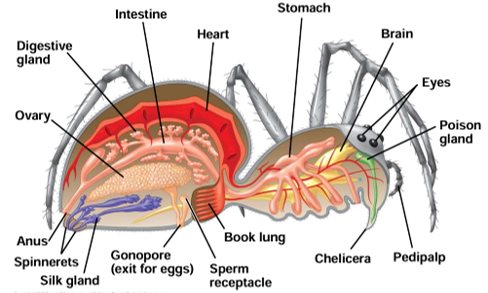 Intestine
Stomach
Heart
Brain
Digestive
gland
Eyes
Ovary
Poison
gland
Anus
Spinnerets
Silk gland
Gonopore
(exit for eggs)
Sperm
receptacle
Book lung
Chelicera
Pedipalp